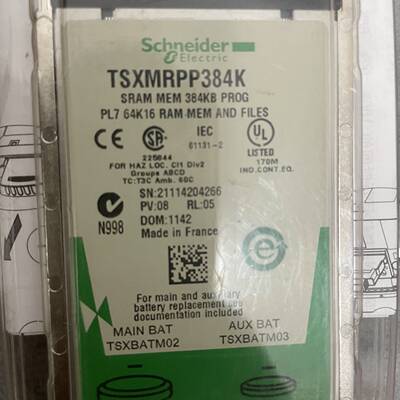 Schneider
Electric
TSXMRPP384K
SRAM MEM 384KB PROG
PL7 64K16 RAM MEM AND FILES
CE
SA
IEC
61131-2
UL
LISTED
170M
IND.CONT.EQ.
225644
FOR HAZ LOC. Cl1 Div2
Groups ABCD
TC:T3C Amb. 60C
SN:21114204266
PV:08 RL:05
DOM:1142
Made in France
N998
For main and auxiliary
battery replacement see
documentation included
MAIN BAT
TSXBATM02
AUX BAT
TSXBATM03